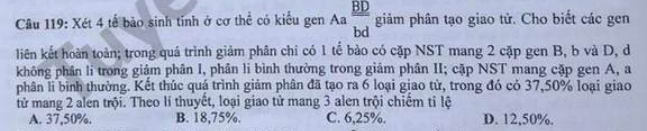 Câu 119: Xét 4 tế bào sinh tinh ở cơ thể có kiểu gen Aa BD/bd giảm phân tạo giao tử. Cho biết các gen
liên kết hoàn toàn; trong quá trình giảm phân chỉ có 1 tế bào có cặp NST mang 2 cặp gen B, b và D, d
không phân li trong giảm phân I, phân li bình thường trong giảm phân II; cặp NST mang cặp gen A, a
phân li bình thường. Kết thúc quá trình giảm phân đã tạo ra 6 loại giao tử, trong đó có 37,50% loại giao
tử mang 2 alen trội. Theo lí thuyết, loại giao tử mang 3 alen trội chiếm tỉ lệ
A. 37,50%. B. 18,75%. C. 6,25%. D. 12,50%.